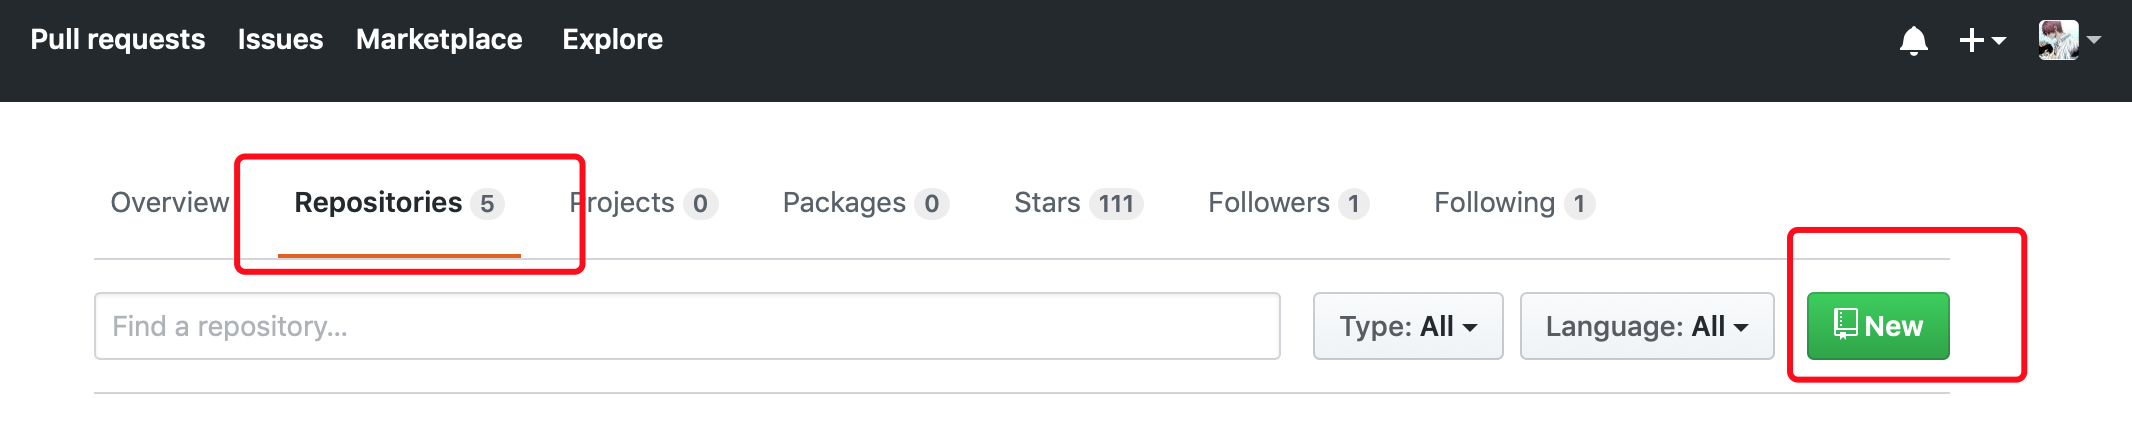 Pull requests Issues Marketplace Explore
Overview Repositories 5 Projects 0 Packages 0 Stars 111 Followers 1 Following 1
Find a repository... Type: All Language: All New